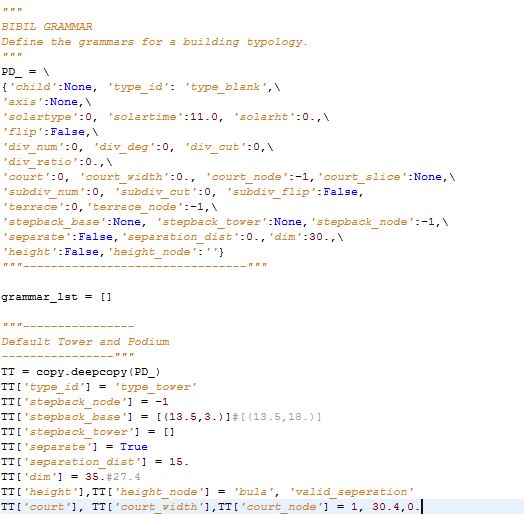 """
BIBIL GRAMMAR
Define the grammars for a building typology.
"""
PD_ = \
{'child':None, 'type_id': 'type_blank',\
'axis':None,\
'solartype':0, 'solartime':11.0, 'solarht':0.,\
'flip':False,\
'div_num':0, 'div_deg':0, 'div_cut':0,\
'div_ratio':0.,\
'court':0, 'court_width':0., 'court_node':-1,'court_slice':None,\
'subdiv_num':0, 'subdiv_cut':0, 'subdiv_flip':False,
'terrace':0,'terrace_node':-1,\
'stepback_base':None, 'stepback_tower':None,'stepback_node':-1,\
'separate':False,'separation_dist':0.,'dim':30.,\
'height':False,'height_node':''}
"""--------------------------------"""
grammar_lst = []
"""----------------
Default Tower and Podium
----------------"""
TT = copy.deepcopy(PD_)
TT['type_id'] = 'type_tower'
TT['stepback_node'] = -1
TT['stepback_base'] = [(13.5,3.)]#[(13.5,18.)]
TT['stepback_tower'] = []
TT['separate'] = True
TT['separation_dist'] = 15.
TT['dim'] = 35.#27.4
TT['height'],TT['height_node'] = 'bula', 'valid_seperation'
TT['court'], TT['court_width'],TT['court_node'] = 1, 30.4,0.